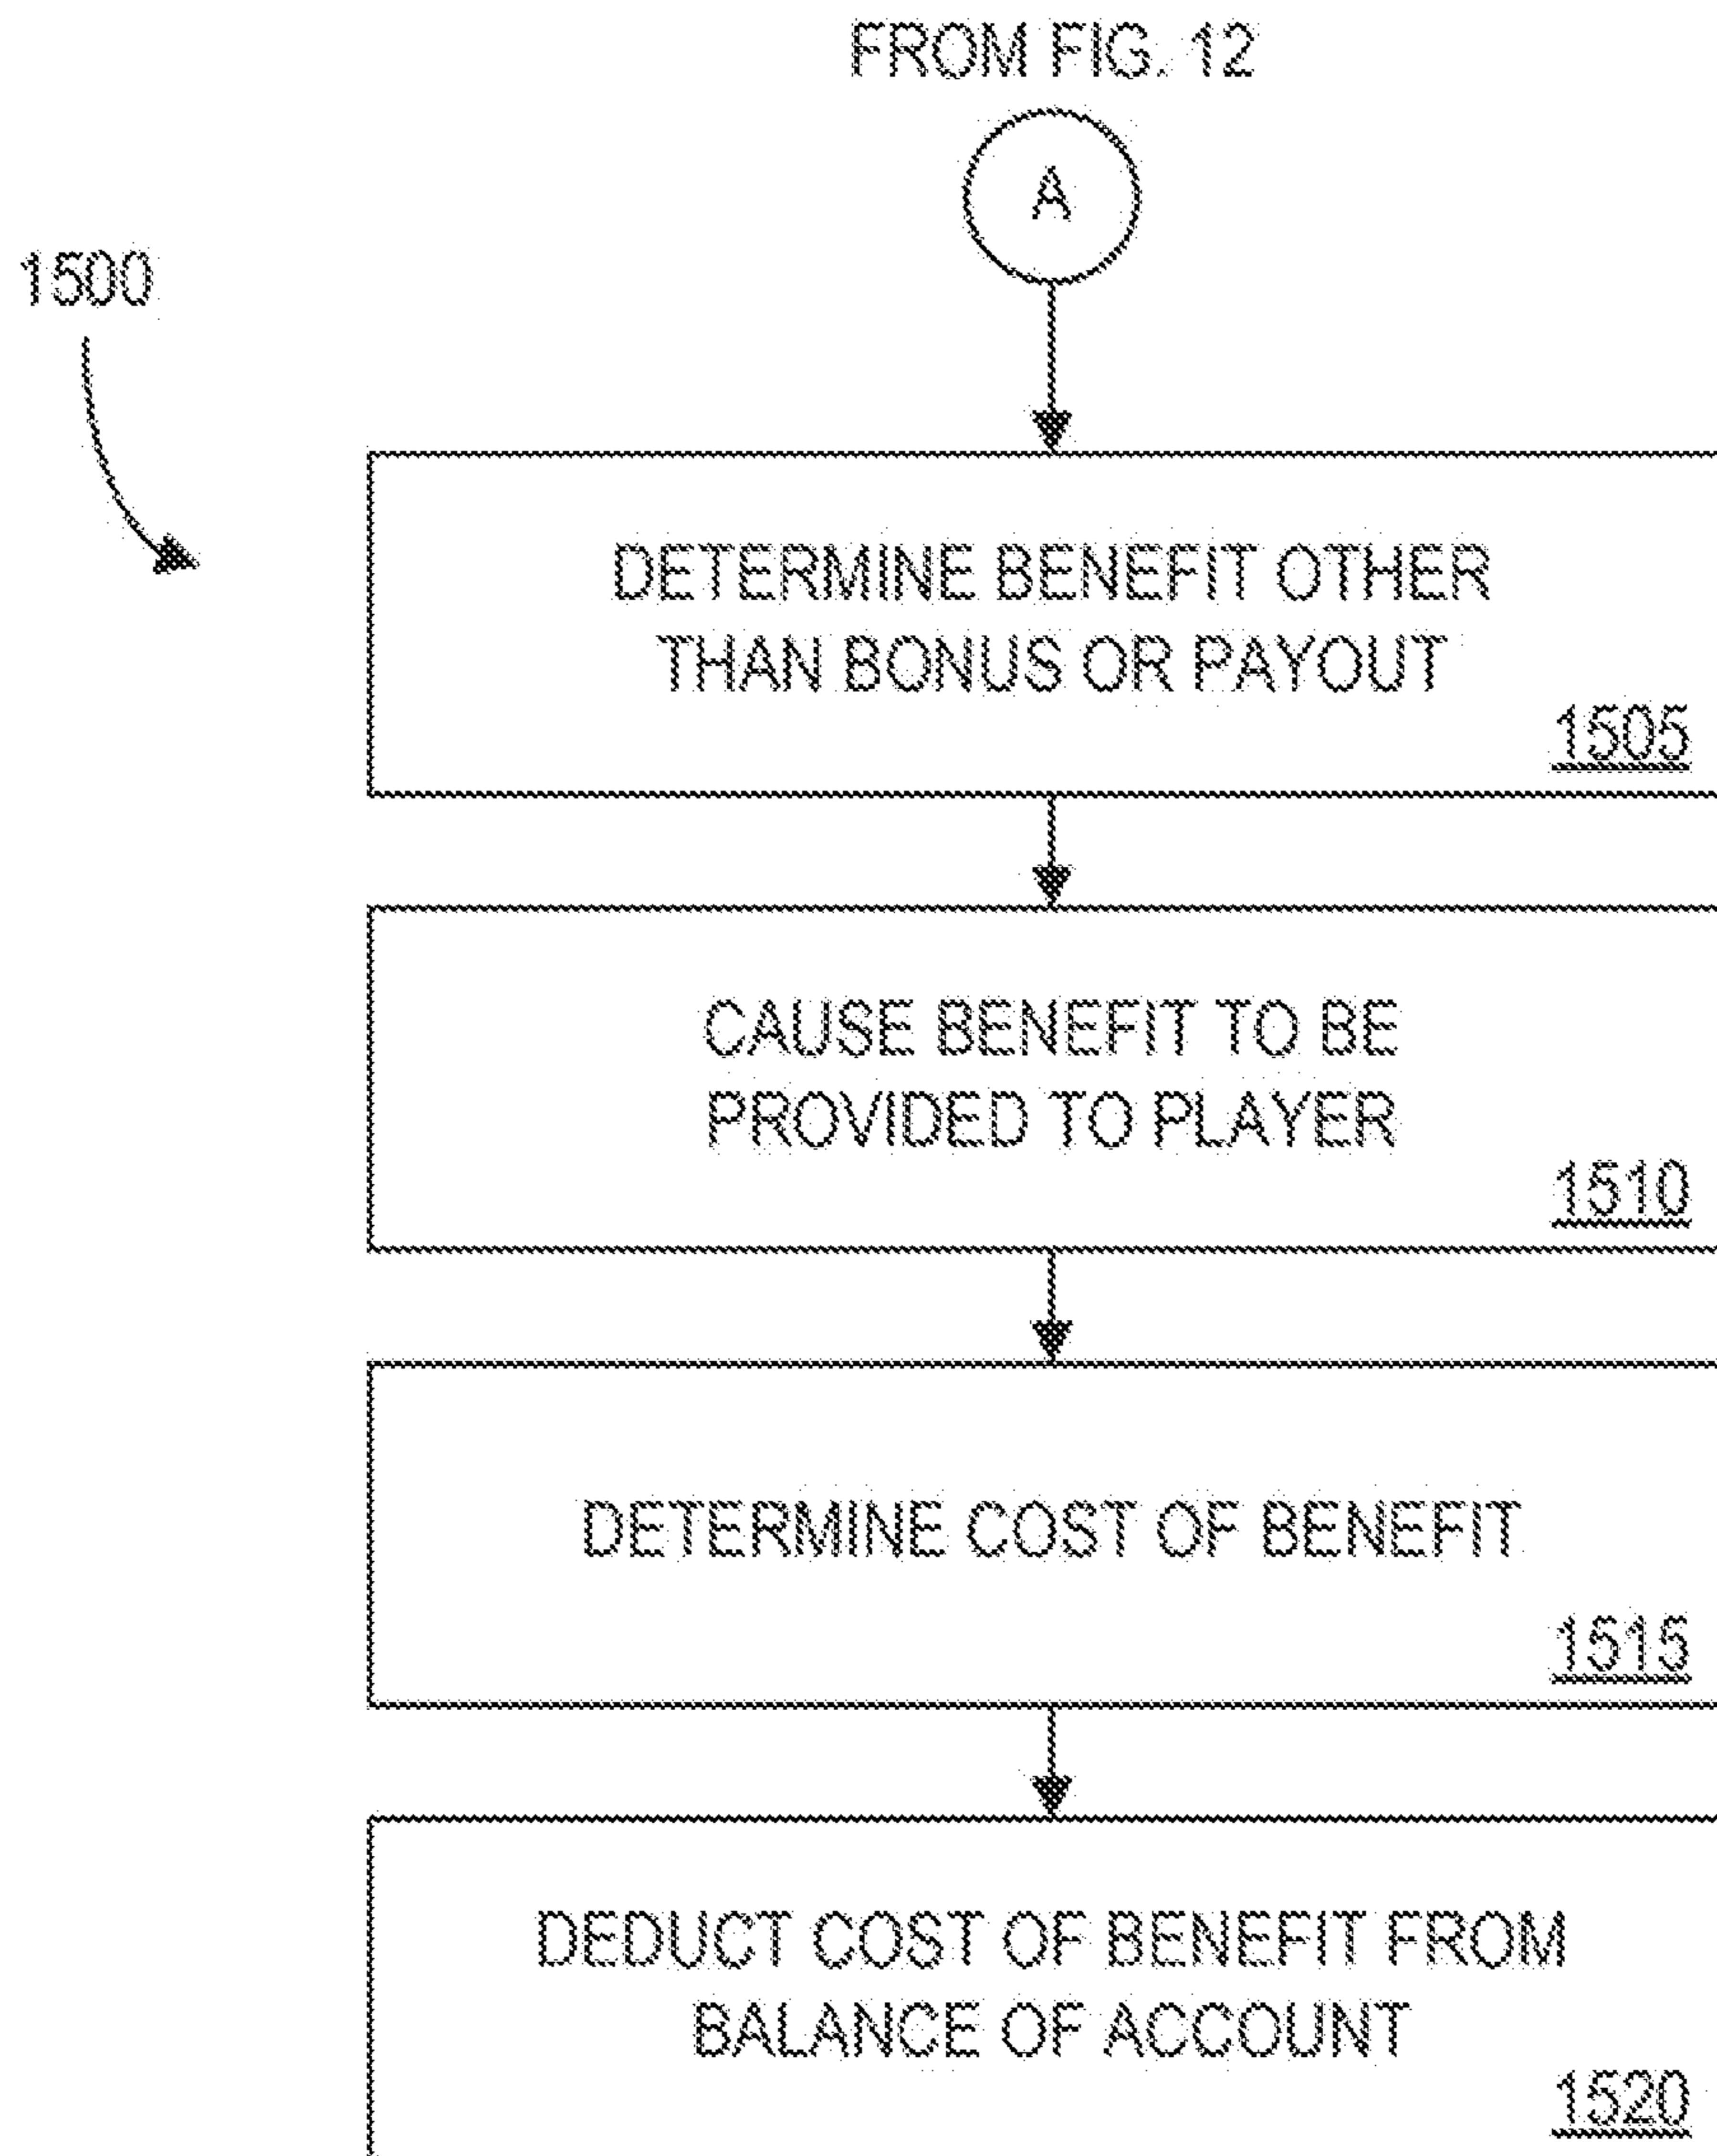 FROM FIG. 12
A
1500
DETERMINE BENEFIT OTHER
THAN BONUS OR PAYOUT
1505
CAUSE BENEFIT TO BE
PROVIDED TO PLAYER
1510
DETERMINE COST OF BENEFIT
1515
DEDUCT COST OF BENEFIT FROM
BALANCE OF ACCOUNT
1520